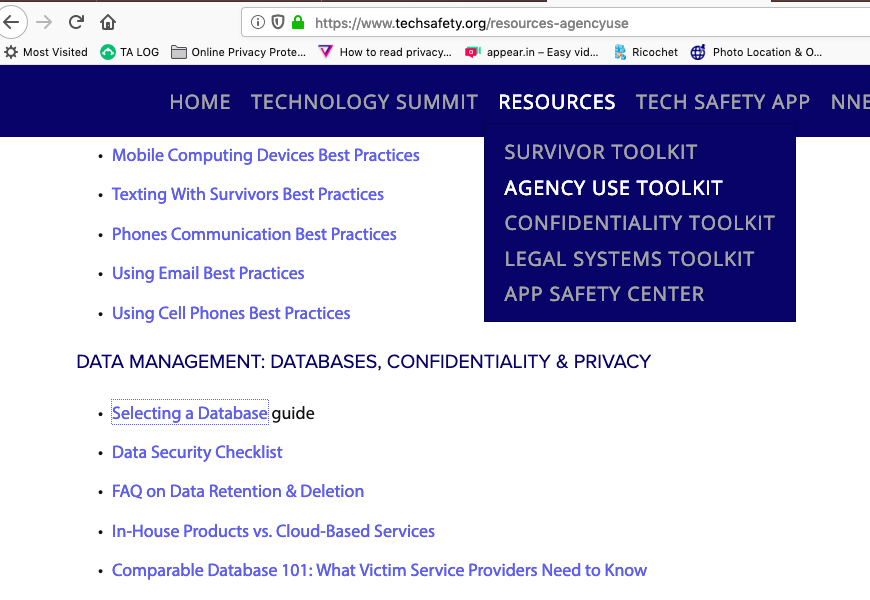 https://www.techsafety.org/resources-agencyuse
Most Visited TA LOG Online Privacy Prote... How to read privacy... appear.in – Easy vid... Ricochet Photo Location & O...
HOME TECHNOLOGY SUMMIT RESOURCES TECH SAFETY APP NNE
SURVIVOR TOOLKIT
AGENCY USE TOOLKIT
CONFIDENTIALITY TOOLKIT
LEGAL SYSTEMS TOOLKIT
APP SAFETY CENTER
• Mobile Computing Devices Best Practices
• Texting With Survivors Best Practices
• Phones Communication Best Practices
• Using Email Best Practices
• Using Cell Phones Best Practices
DATA MANAGEMENT: DATABASES, CONFIDENTIALITY & PRIVACY
• Selecting a Database guide
• Data Security Checklist
• FAQ on Data Retention & Deletion
• In-House Products vs. Cloud-Based Services
• Comparable Database 101: What Victim Service Providers Need to Know